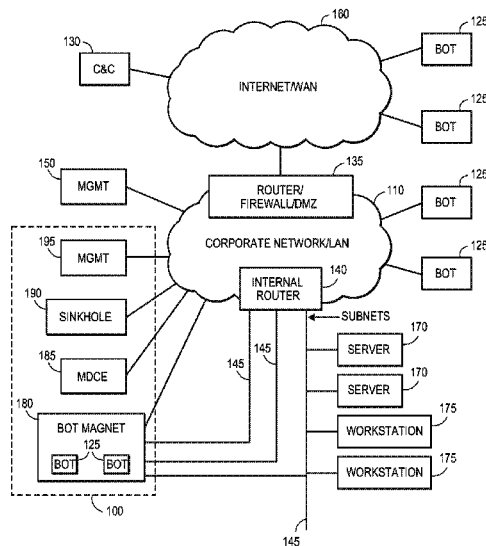 160
125
130
BOT
C&C
INTERNET/WAN
125
BOT
135
150
110
125
MGMT
ROUTER/
FIREWALL/DMZ
BOT
195
CORPORATE NETWORK/LAN
125
MGMT
BOT
INTERNAL
ROUTER
140
190
SINKHOLE
SUBNETS
185
145
145
SERVER
170
MDCE
180
SERVER
170
BOT MAGNET
125
WORKSTATION
175
BOT
BOT
WORKSTATION
175
100
145